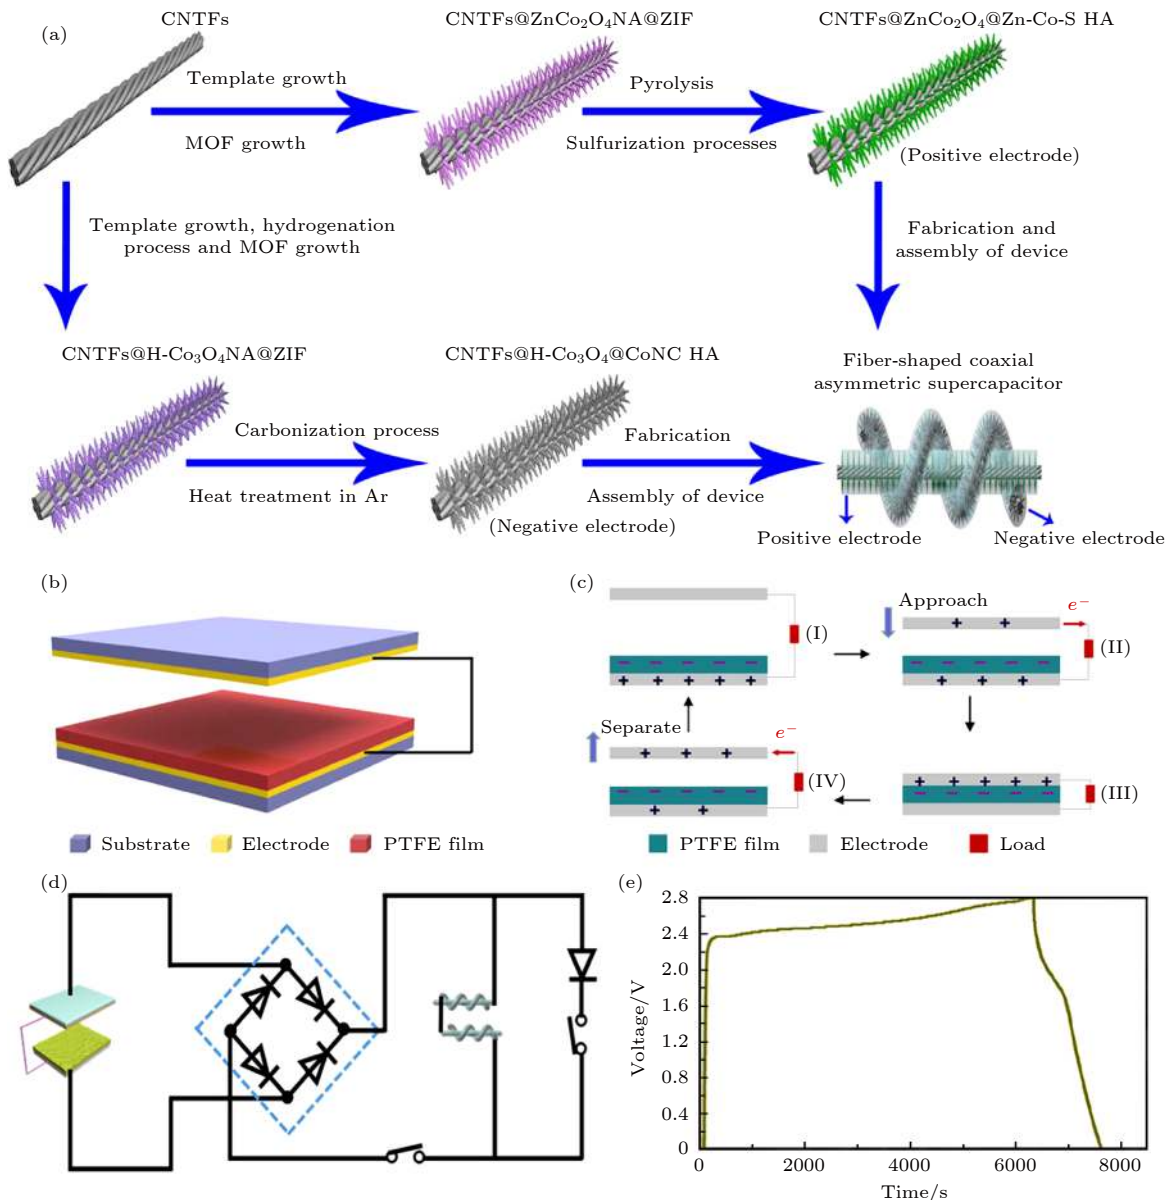 (a)
CNTFs
CNTFs@ZnCo₂O₄NA@ZIF
CNTFs@ZnCo₂O₄@Zn-Co-S HA
Template growth
MOF growth
Pyrolysis
Sulfurization processes
(Positive electrode)
Template growth, hydrogenation
process and MOF growth
Fabrication and
assembly of device
CNTFs@H-Co₃O₄NA@ZIF
CNTFs@H-Co₃O₄@CoNC HA
Fiber-shaped coaxial
asymmetric supercapacitor
Carbonization process
Heat treatment in Ar
Fabrication
Assembly of device
(Negative electrode)
Positive electrode
Negative electrode
(b)
Substrate
Electrode
PTFE film
(c)
(I)
Approach
e⁻
(II)
Separate
e⁻
(IV)
(III)
PTFE film
Electrode
Load
(d)
(e)
2.8
2.4
2.0
1.6
1.2
0.8
0.4
0
Voltage/V
0
2000
4000
6000
8000
Time/s